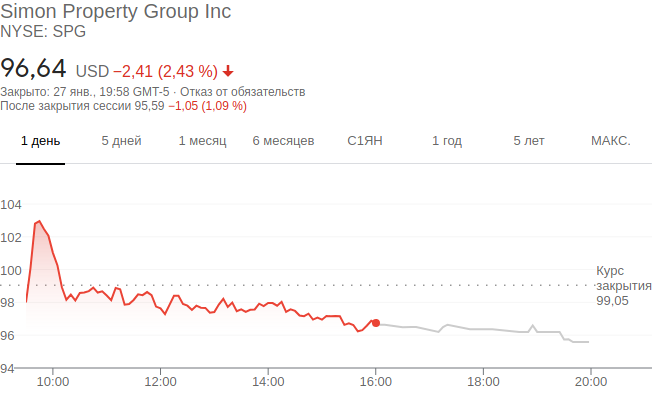 Simon Property Group Inc
NYSE: SPG
96,64 USD −2,41 (2,43 %)
Закрыто: 27 янв., 19:58 GMT-5 · Отказ от обязательств
После закрытия сессии 95,59 −1,05 (1,09 %)
1 день 5 дней 1 месяц 6 месяцев С1ЯН 1 год 5 лет МАКС.
104
102
100
98
96
94
Курс
закрытия
99,05
10:00 12:00 14:00 16:00 18:00 20:00